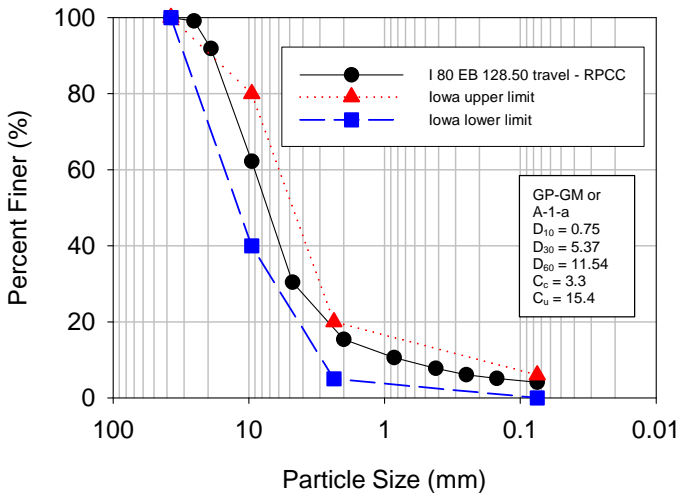 100
80
60
40
20
0
Percent Finer (%)
I 80 EB 128.50 travel - RPCC
Iowa upper limit
Iowa lower limit
GP-GM or
A-1-a
D₁₀ = 0.75
D₃₀ = 5.37
D₆₀ = 11.54
C꜀ = 3.3
Cᵤ = 15.4
100
10
1
0.1
0.01
Particle Size (mm)